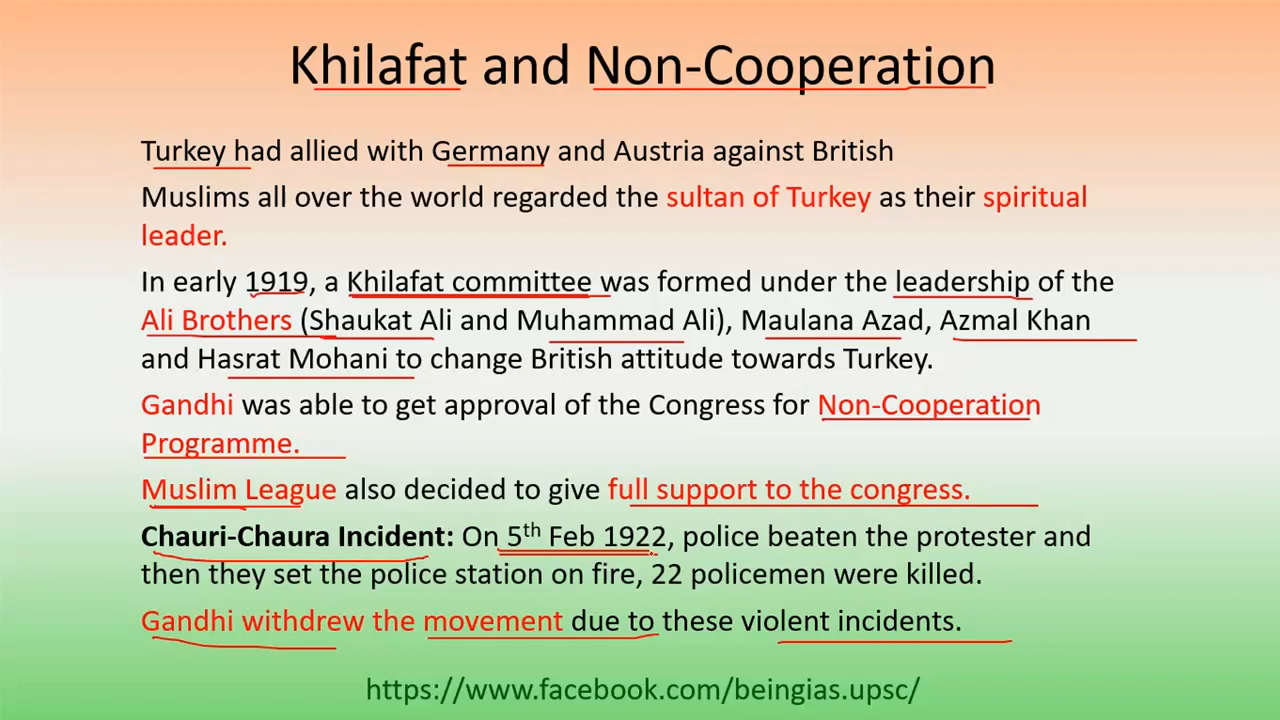 Khilafat and Non-Cooperation
Turkey had allied with Germany and Austria against British
Muslims all over the world regarded the sultan of Turkey as their spiritual
leader.
In early 1919, a Khilafat committee was formed under the leadership of the
Ali Brothers (Shaukat Ali and Muhammad Ali), Maulana Azad, Azmal Khan
and Hasrat Mohani to change British attitude towards Turkey.
Gandhi was able to get approval of the Congress for Non-Cooperation
Programme.
Muslim League also decided to give full support to the congress.
Chauri-Chaura Incident: On 5th Feb 1922, police beaten the protester and
then they set the police station on fire, 22 policemen were killed.
Gandhi withdrew the movement due to these violent incidents.
https://www.facebook.com/beingias.upsc/